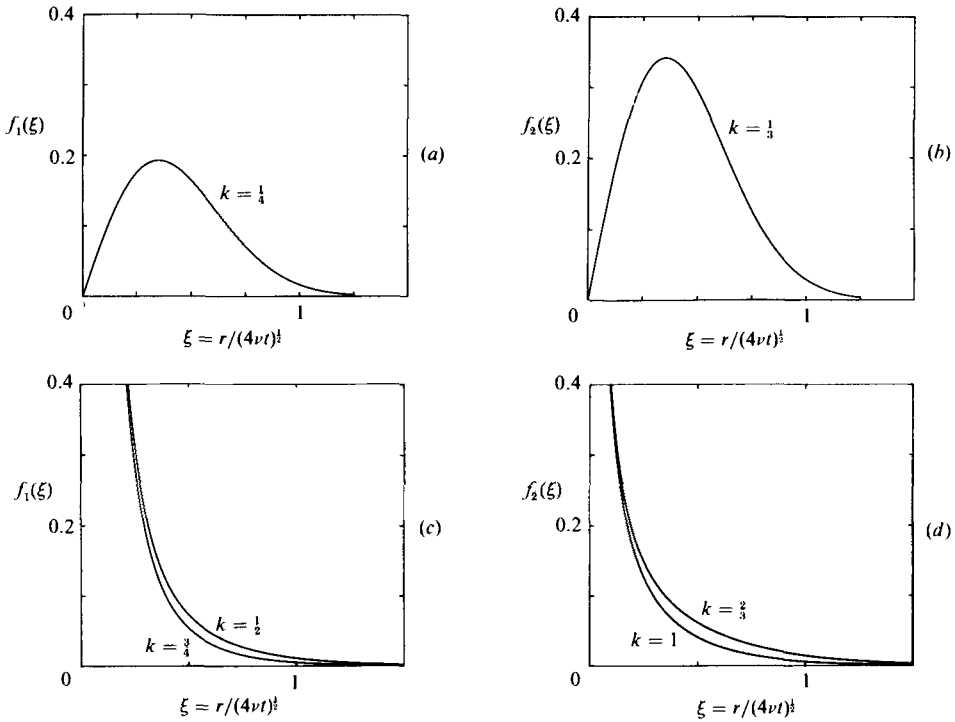 0.4
f₁(ξ)
0.2
k = 1/4
(a)
0
1
ξ = r/(4νt)^½
0.4
f₂(ξ)
0.2
k = 1/3
(b)
0
1
ξ = r/(4νt)^½
0.4
f₁(ξ)
0.2
(c)
k = 1/2
k = 3/4
0
1
ξ = r/(4νt)^½
0.4
f₂(ξ)
0.2
(d)
k = 2/3
k = 1
0
1
ξ = r/(4νt)^½